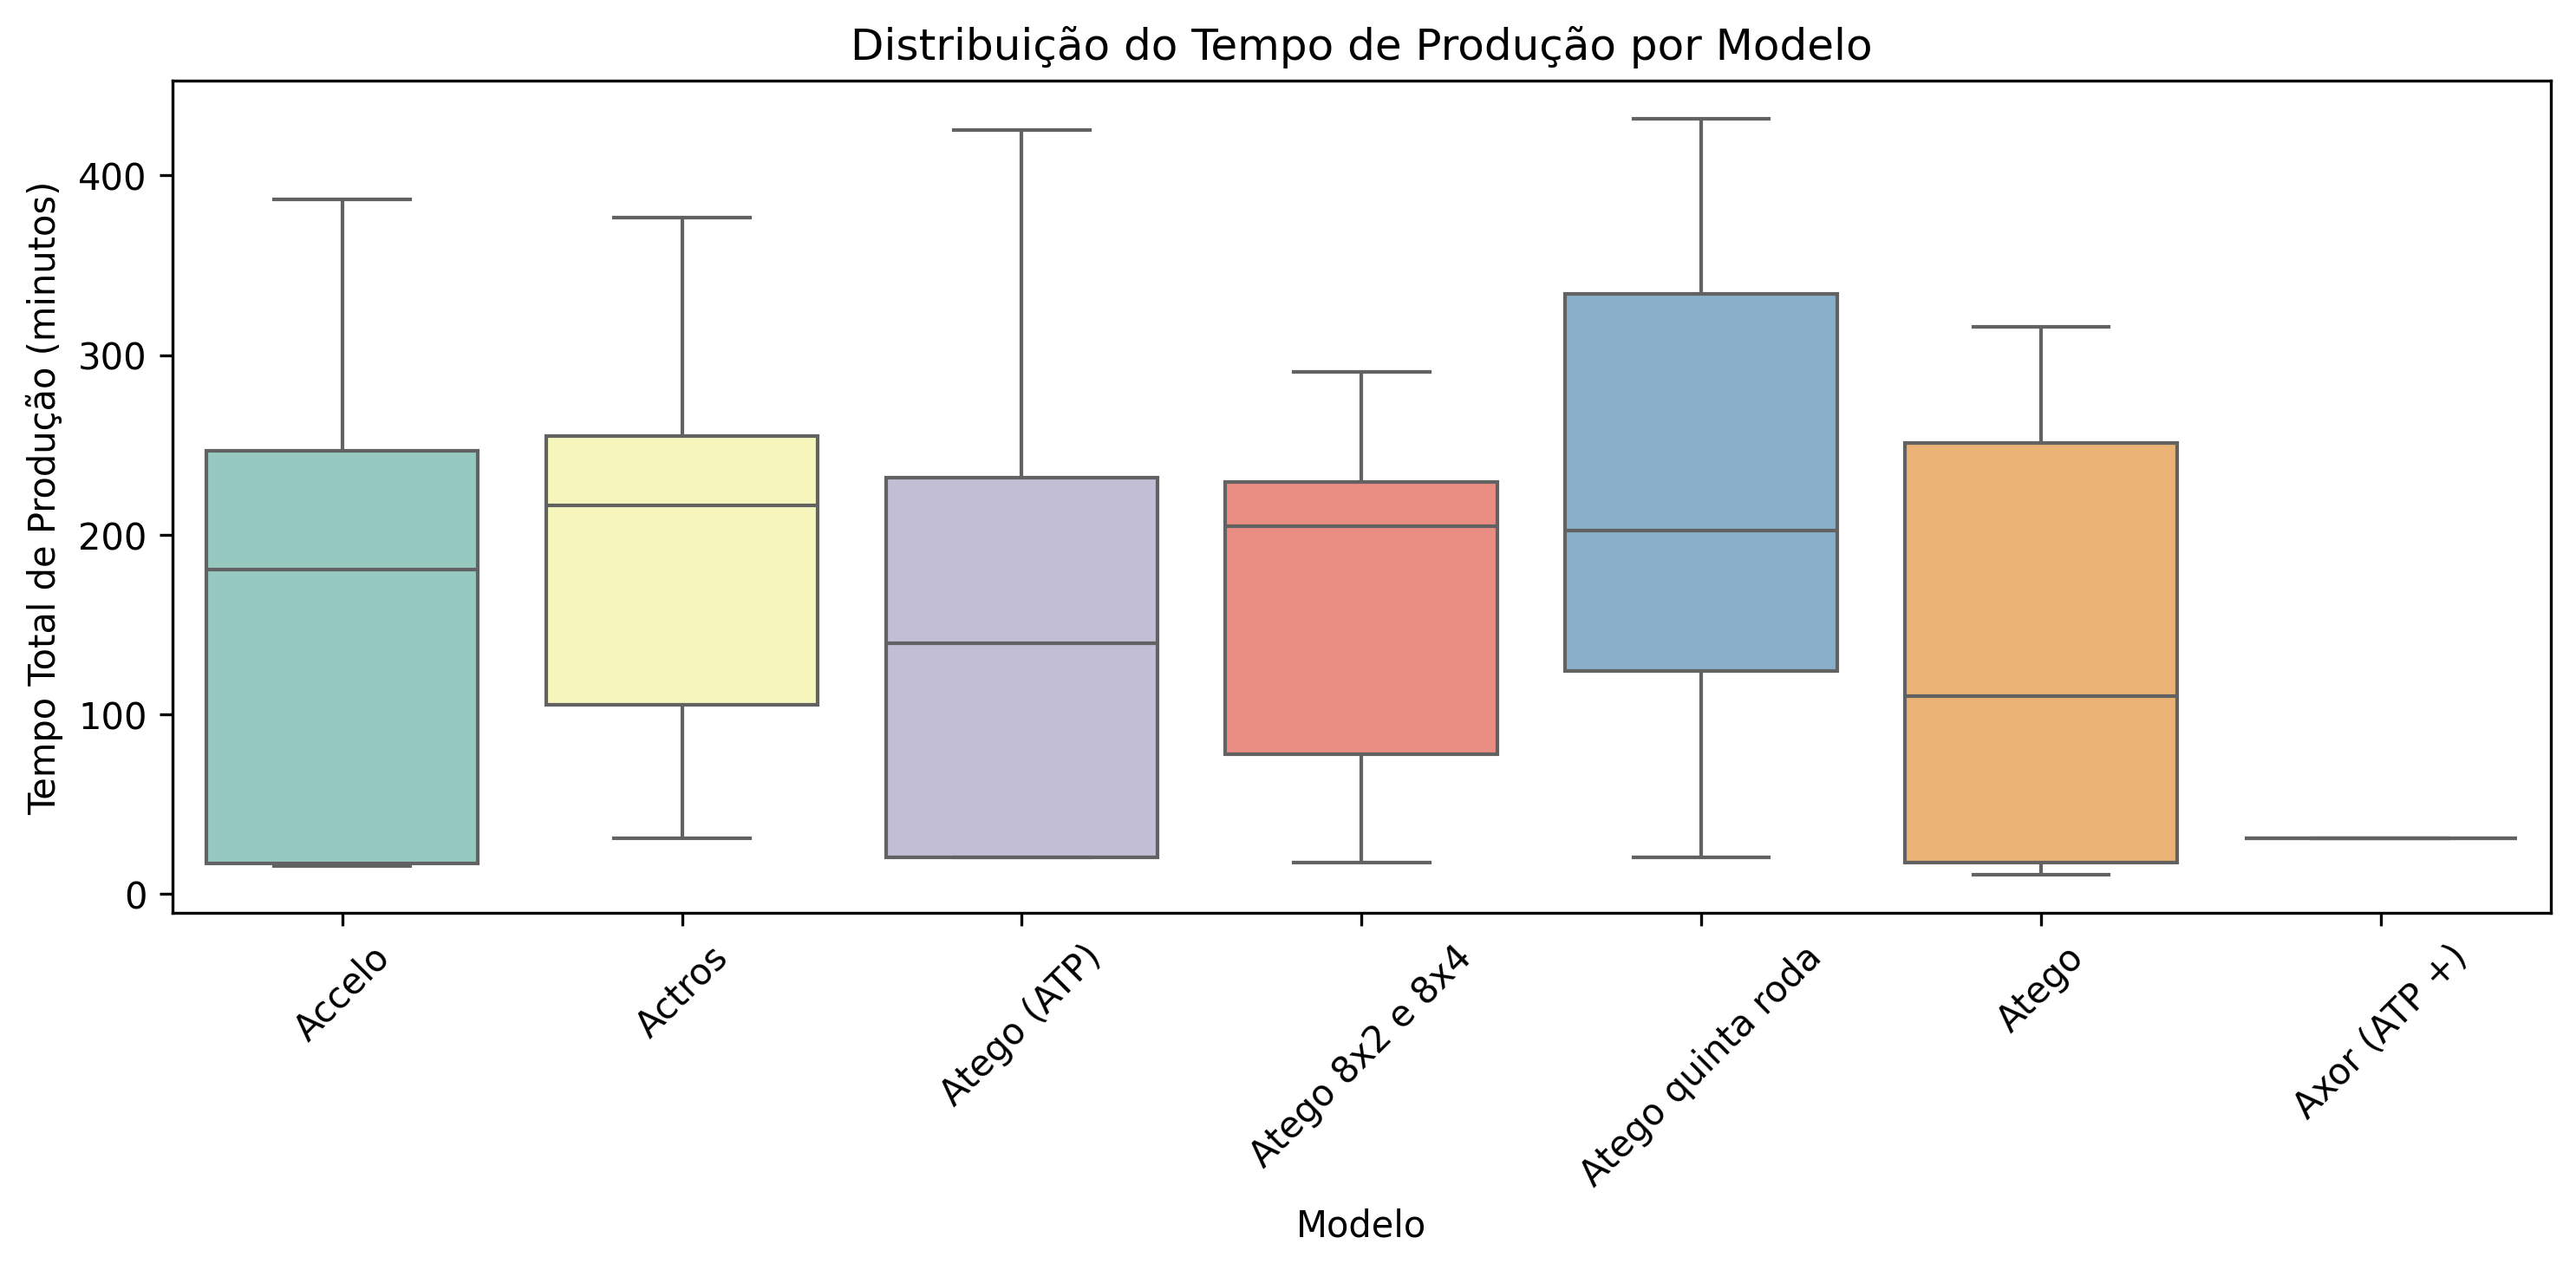 Distribuição do Tempo de Produção por Modelo
Tempo Total de Produção (minutos)
400
300
200
100
0
Accelo
Actros
Atego (ATP)
Atego 8x2 e 8x4
Atego quinta roda
Atego
Axor (ATP +)
Modelo